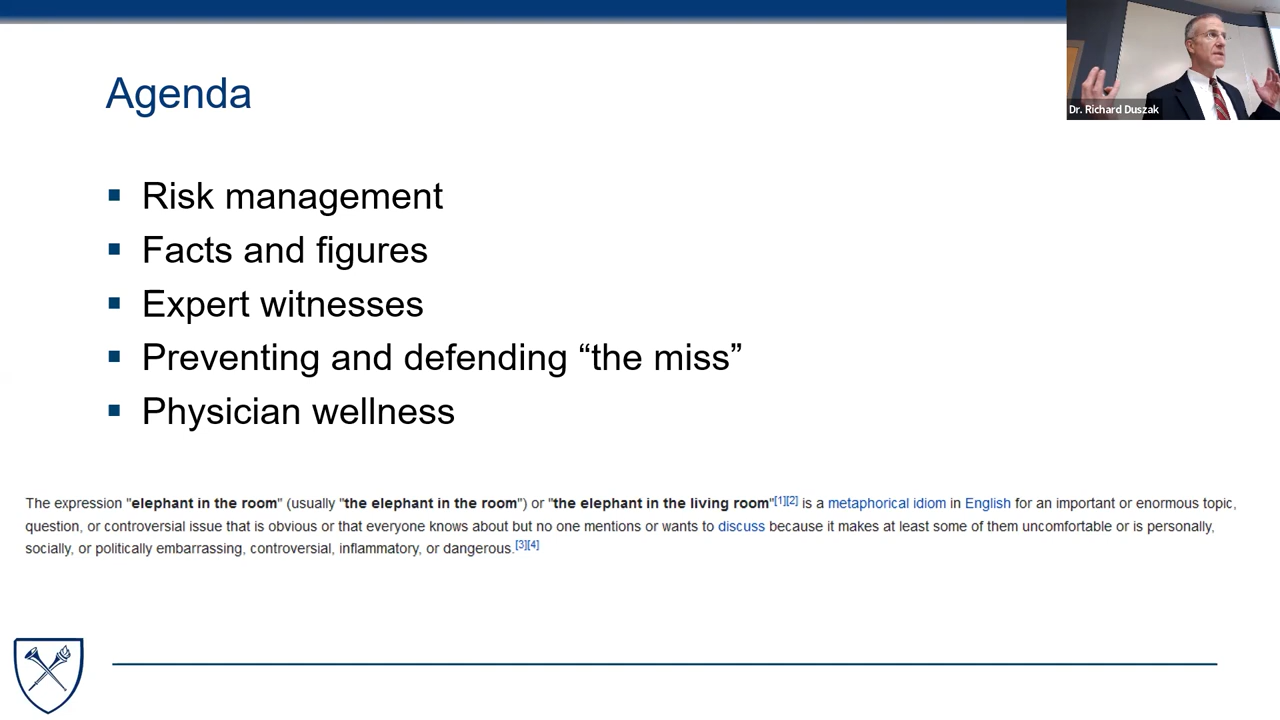 Agenda
Dr. Richard Duszak
▪ Risk management
▪ Facts and figures
▪ Expert witnesses
▪ Preventing and defending “the miss”
▪ Physician wellness
The expression "elephant in the room" (usually "the elephant in the room") or "the elephant in the living room"[1][2] is a metaphorical idiom in English for an important or enormous topic,
question, or controversial issue that is obvious or that everyone knows about but no one mentions or wants to discuss because it makes at least some of them uncomfortable or is personally,
socially, or politically embarrassing, controversial, inflammatory, or dangerous.[3][4]